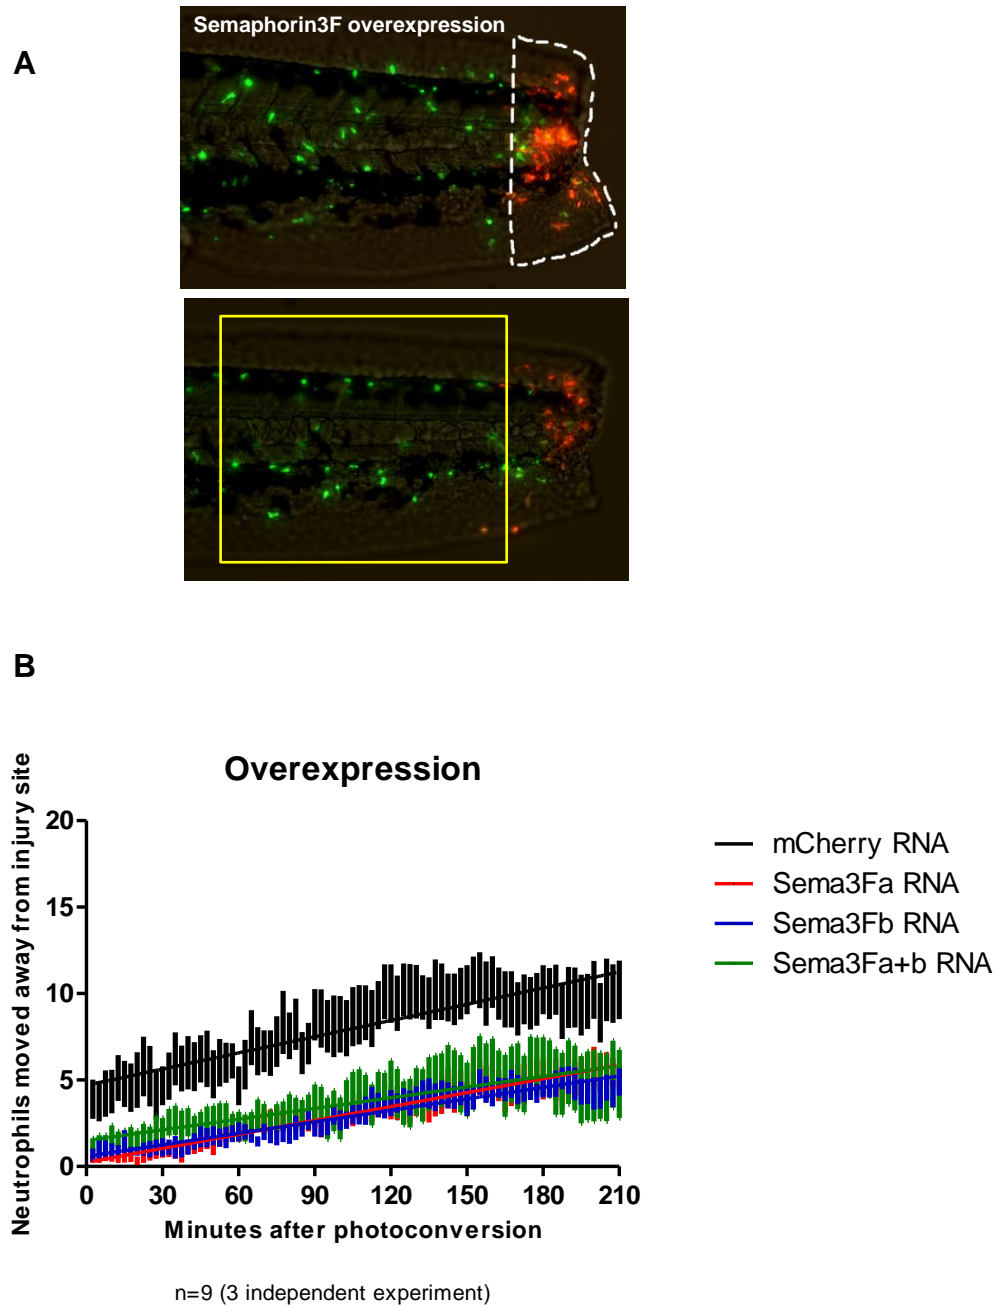 A
Semaphorin3F overexpression
B
Overexpression
Neutrophils moved away from injury site
20
15
10
5
0
0 30 60 90 120 150 180 210
Minutes after photoconversion
mCherry RNA
Sema3Fa RNA
Sema3Fb RNA
Sema3Fa+b RNA
n=9 (3 independent experiment)